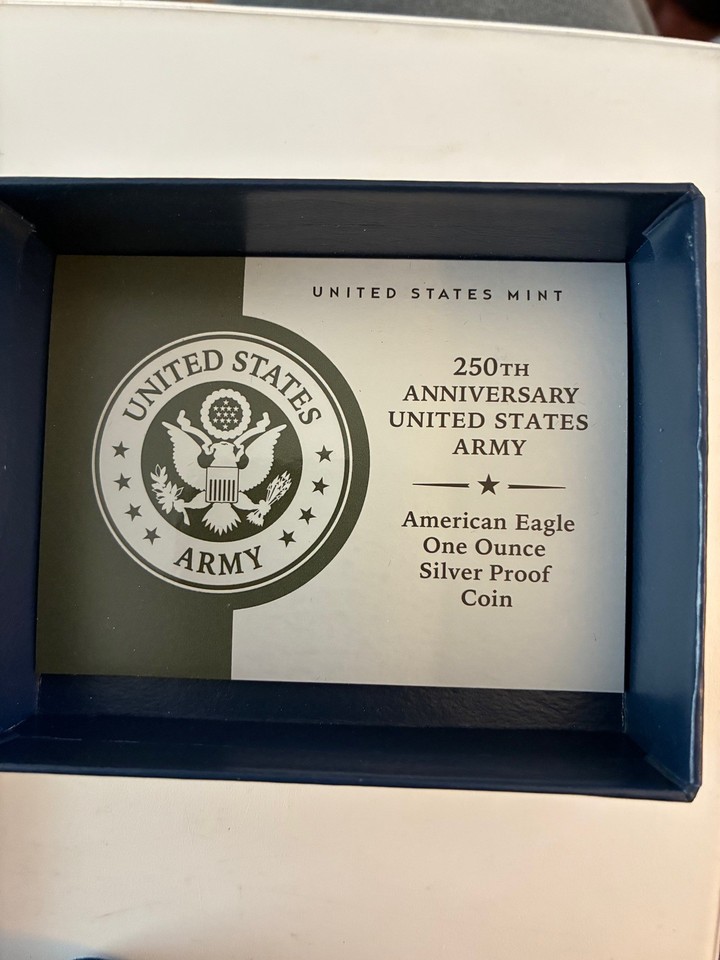 UNITED STATES MINT
UNITED STATES
ARMY
250TH
ANNIVERSARY
UNITED STATES
ARMY
American Eagle
One Ounce
Silver Proof
Coin